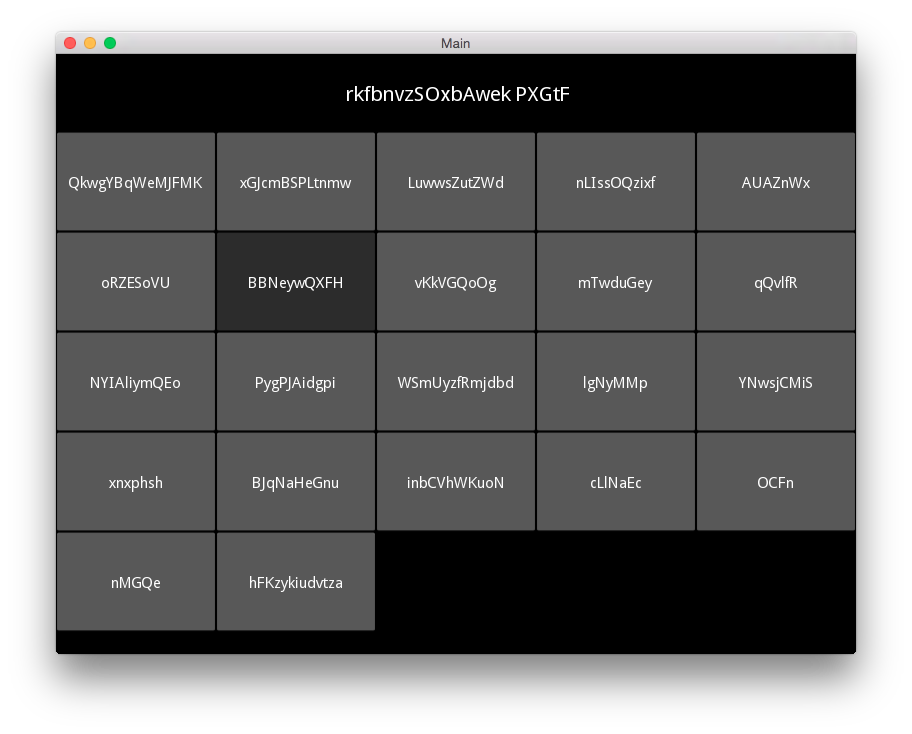 Main
rkfbnvzSOxbAwek PXGtF
QkwgYBqWeMJFMK xGJcmBSPLtnmw LuwwsZutZWd nLIssOQzixf AUAZnWx
oRZESoVU BBNeywQXFH vKkVGQoOg mTwduGey qQvlfR
NYIAliymQEo PygPJAidgpi WSmUyzfRmjdbd lgNyMMp YNwsjCMiS
xnxphsh BJqNaHeGnu inbCVhWKuoN cLlNaEc OCFn
nMGQe hFKzykiudvtza